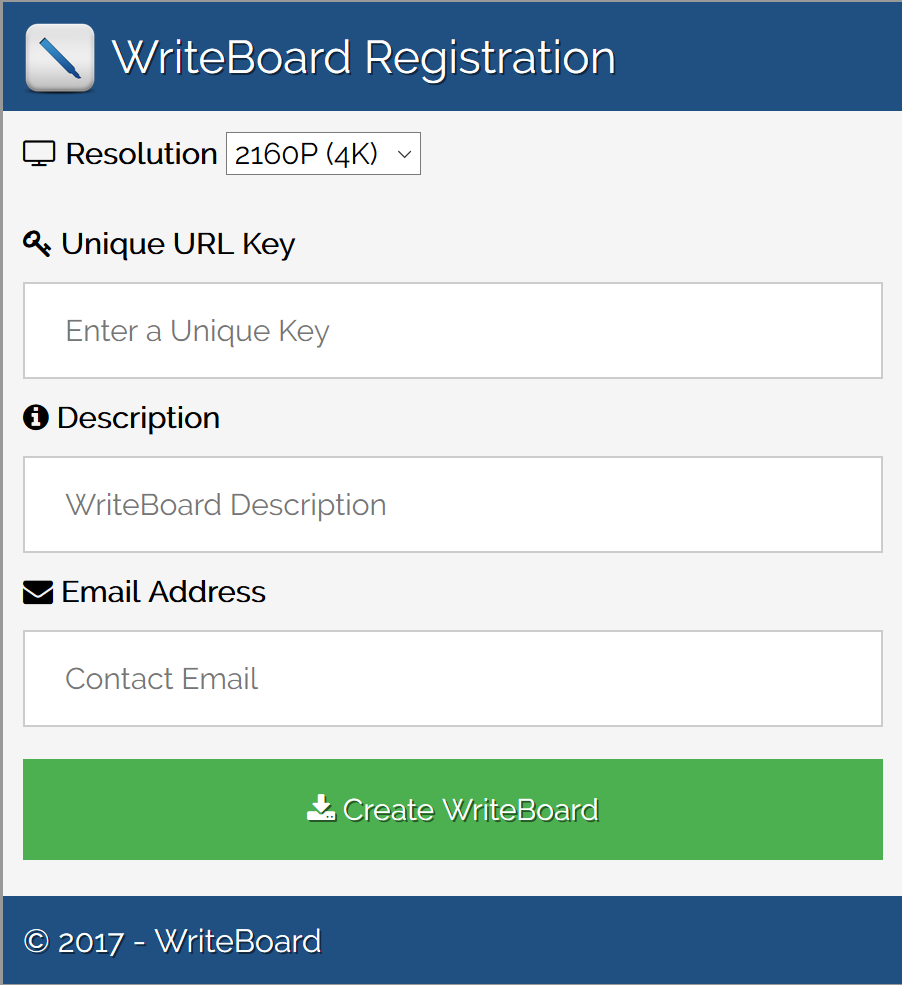 WriteBoard Registration
Resolution 2160P (4K)
Unique URL Key
Enter a Unique Key
Description
WriteBoard Description
Email Address
Contact Email
Create WriteBoard
© 2017 - WriteBoard